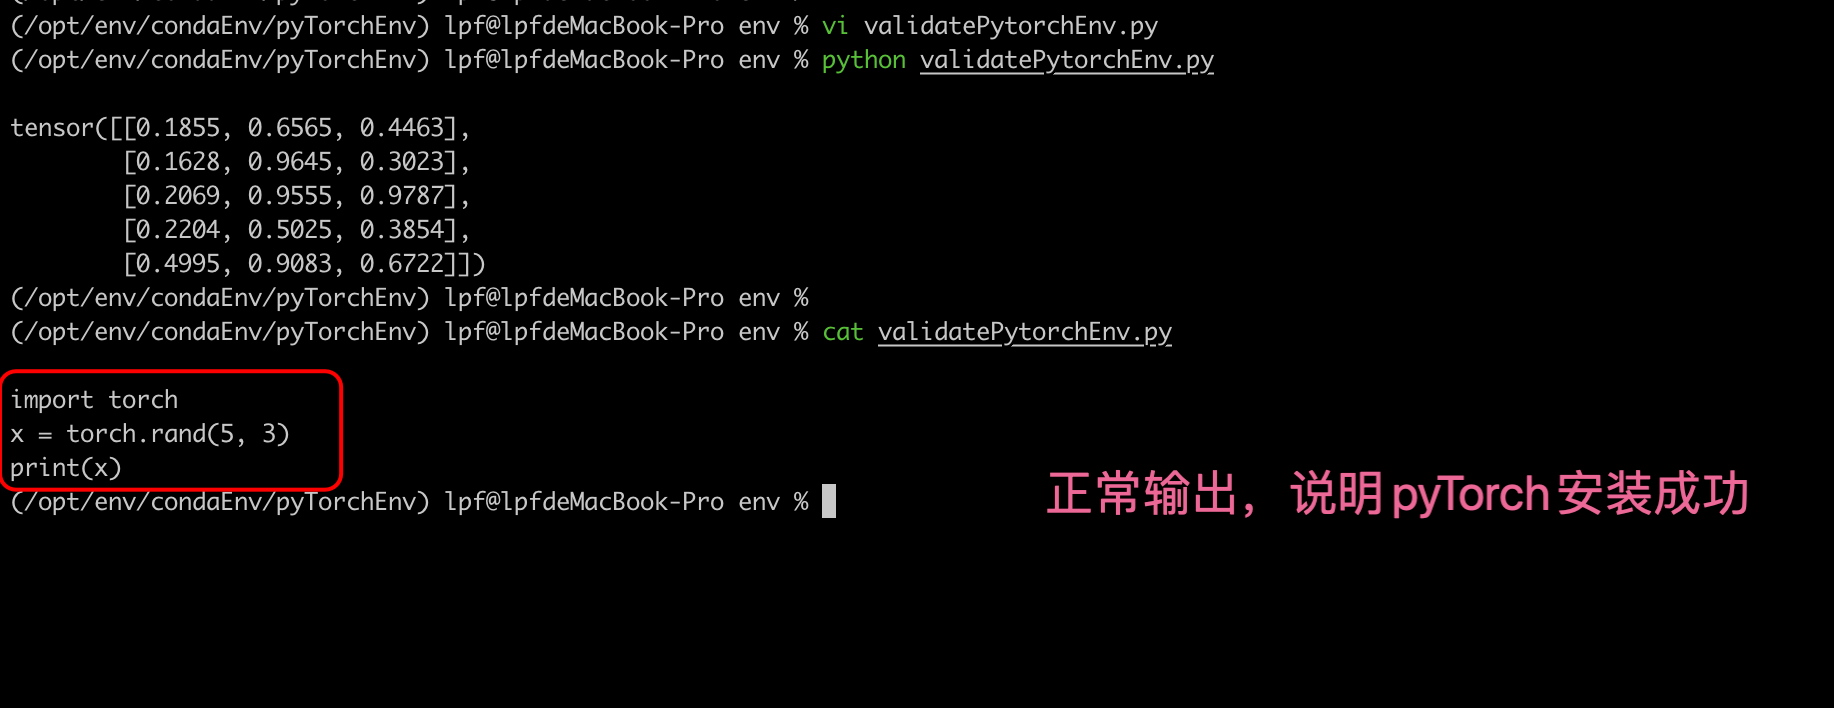 (/opt/env/condaEnv/pyTorchEnv) lpf@lpfdeMacBook-Pro env % vi validatePytorchEnv.py
(/opt/env/condaEnv/pyTorchEnv) lpf@lpfdeMacBook-Pro env % python validatePytorchEnv.py
tensor([[0.1855, 0.6565, 0.4463],
        [0.1628, 0.9645, 0.3023],
        [0.2069, 0.9555, 0.9787],
        [0.2204, 0.5025, 0.3854],
        [0.4995, 0.9083, 0.6722]])
(/opt/env/condaEnv/pyTorchEnv) lpf@lpfdeMacBook-Pro env %
(/opt/env/condaEnv/pyTorchEnv) lpf@lpfdeMacBook-Pro env % cat validatePytorchEnv.py
import torch
x = torch.rand(5, 3)
print(x)
(/opt/env/condaEnv/pyTorchEnv) lpf@lpfdeMacBook-Pro env %
正常输出，说明pyTorch安装成功